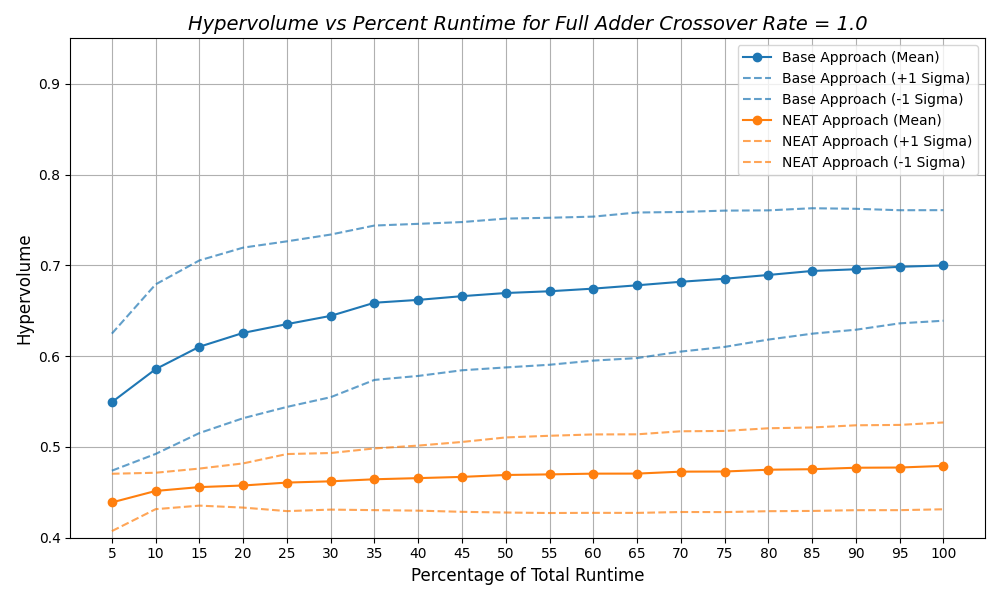 Hypervolume vs Percent Runtime for Full Adder Crossover Rate = 1.0
Base Approach (Mean)
Base Approach (+1 Sigma)
Base Approach (-1 Sigma)
NEAT Approach (Mean)
NEAT Approach (+1 Sigma)
NEAT Approach (-1 Sigma)
Hypervolume
0.9
0.8
0.7
0.6
0.5
0.4
5 10 15 20 25 30 35 40 45 50 55 60 65 70 75 80 85 90 95 100
Percentage of Total Runtime